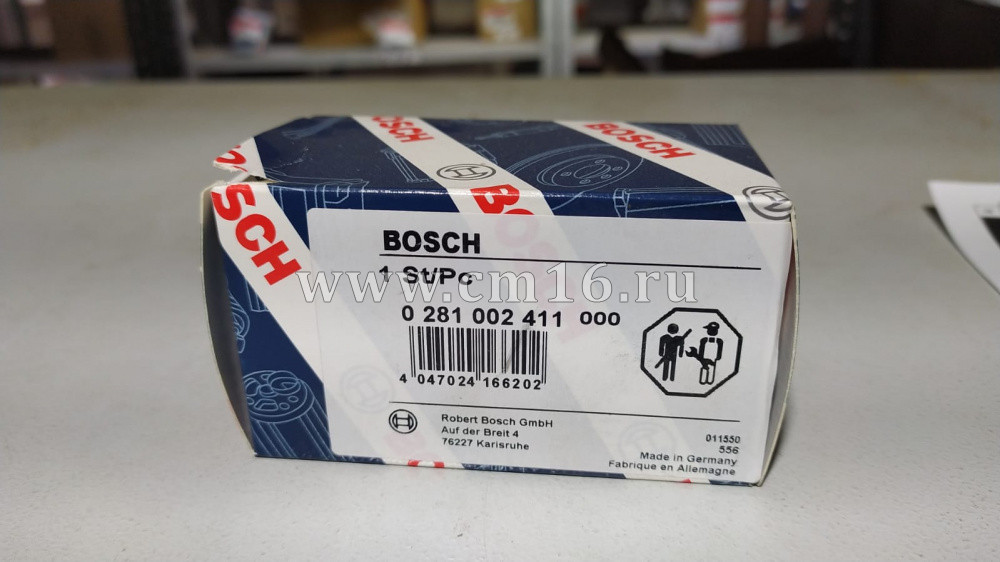 BOSCH
BOSCH
BOSCH
BOSCH
BOSCH
1 St/Pc
www.cm16.ru
0 281 002 411 000
4 047024 166202
Robert Bosch GmbH
Auf der Breit 4
76227 Karlsruhe
011550
556
Made in Germany
Fabrique en Allemagne